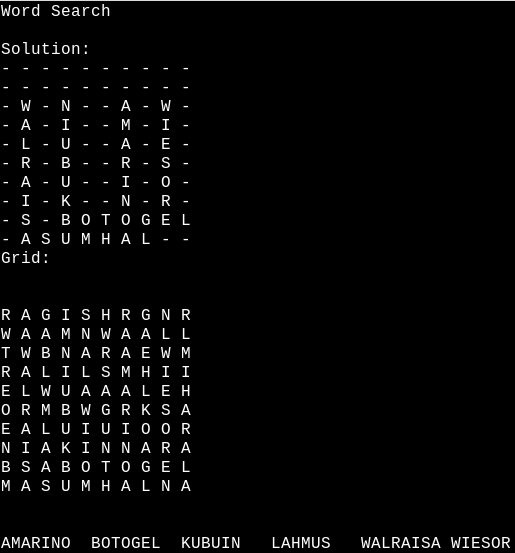 Word Search
Solution:
- - - - - - - - - -
- - - - - - - - - -
- W - N - - A - W -
- A - I - - M - I -
- L - U - - A - E -
- R - B - - R - S -
- A - U - - I - O -
- I - K - - N - R -
- S - B O T O G E L
- A S U M H A L - -
Grid:
R A G I S H R G N R
W A A M N W A A L L
T W B N A R A E W M
R A L I L S M H I I
E L W U A A A L E H
O R M B W G R K S A
E A L U I U I O O R
N I A K I N N A R A
B S A B O T O G E L
M A S U M H A L N A
AMARINO BOTOGEL KUBUIN LAHMUS WALRAISA WIESOR